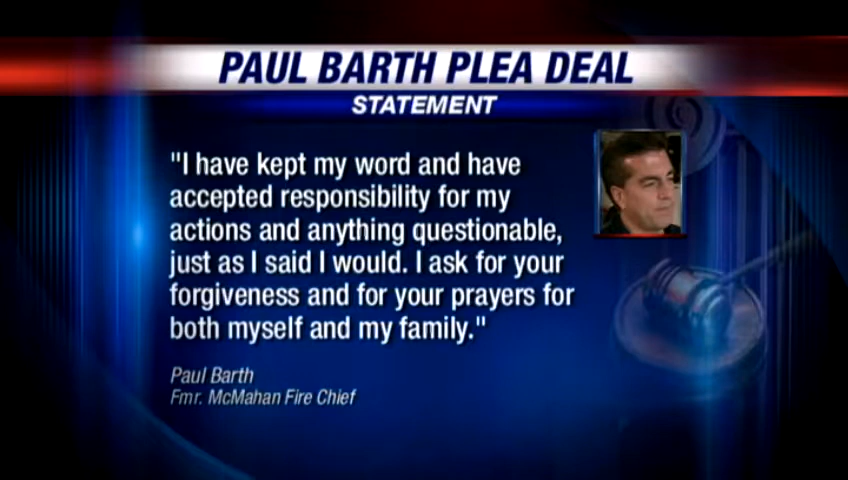 PAUL BARTH PLEA DEAL
STATEMENT
"I have kept my word and have
accepted responsibility for my
actions and anything questionable,
just as I said I would. I ask for your
forgiveness and for your prayers for
both myself and my family."
Paul Barth
Fmr. McMahan Fire Chief